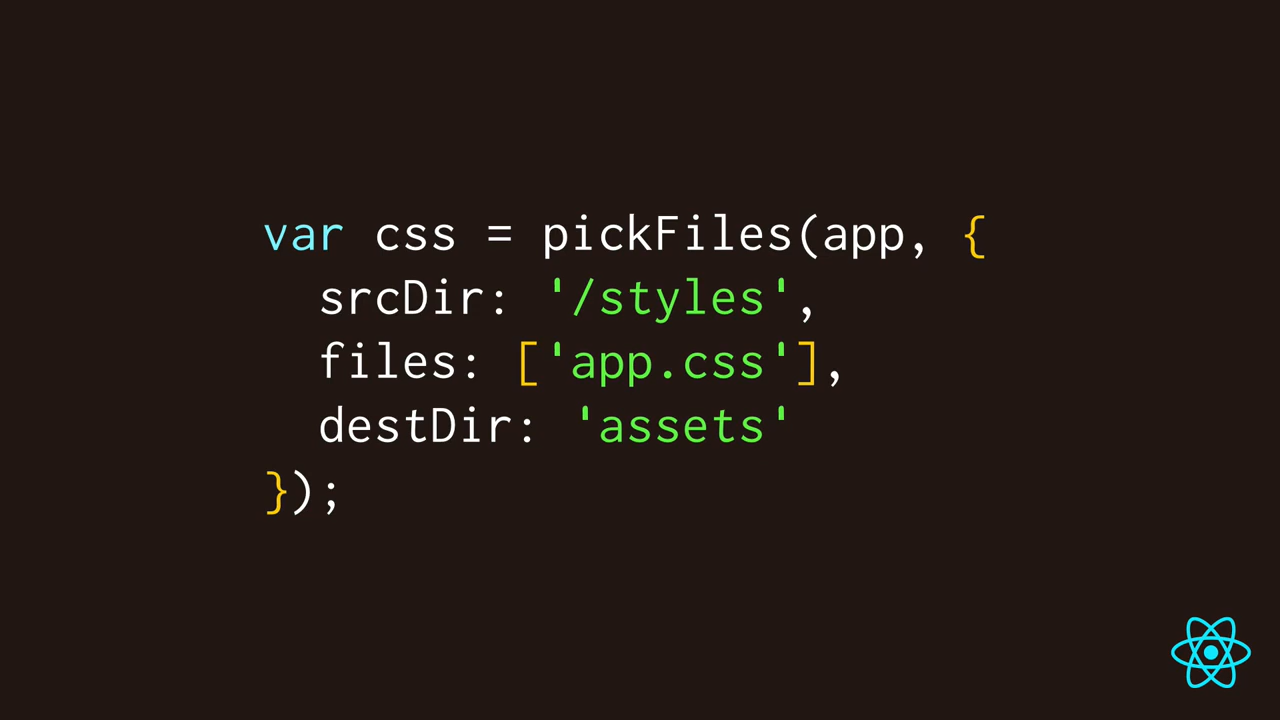 var css = pickFiles(app, {
  srcDir: '/styles',
  files: ['app.css'],
  destDir: 'assets'
});